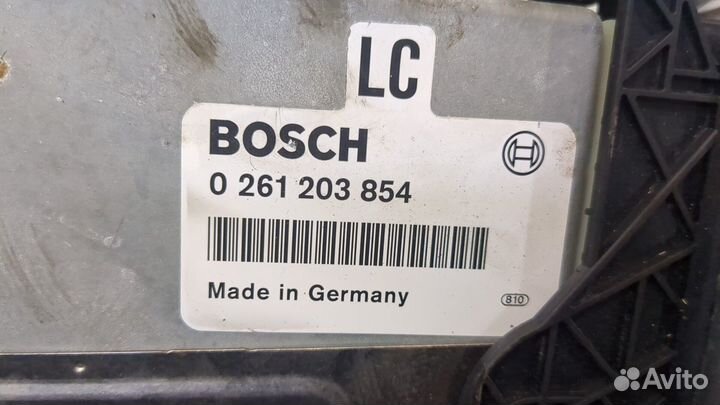 LC
BOSCH
0 261 203 854
Made in Germany
810
Avito